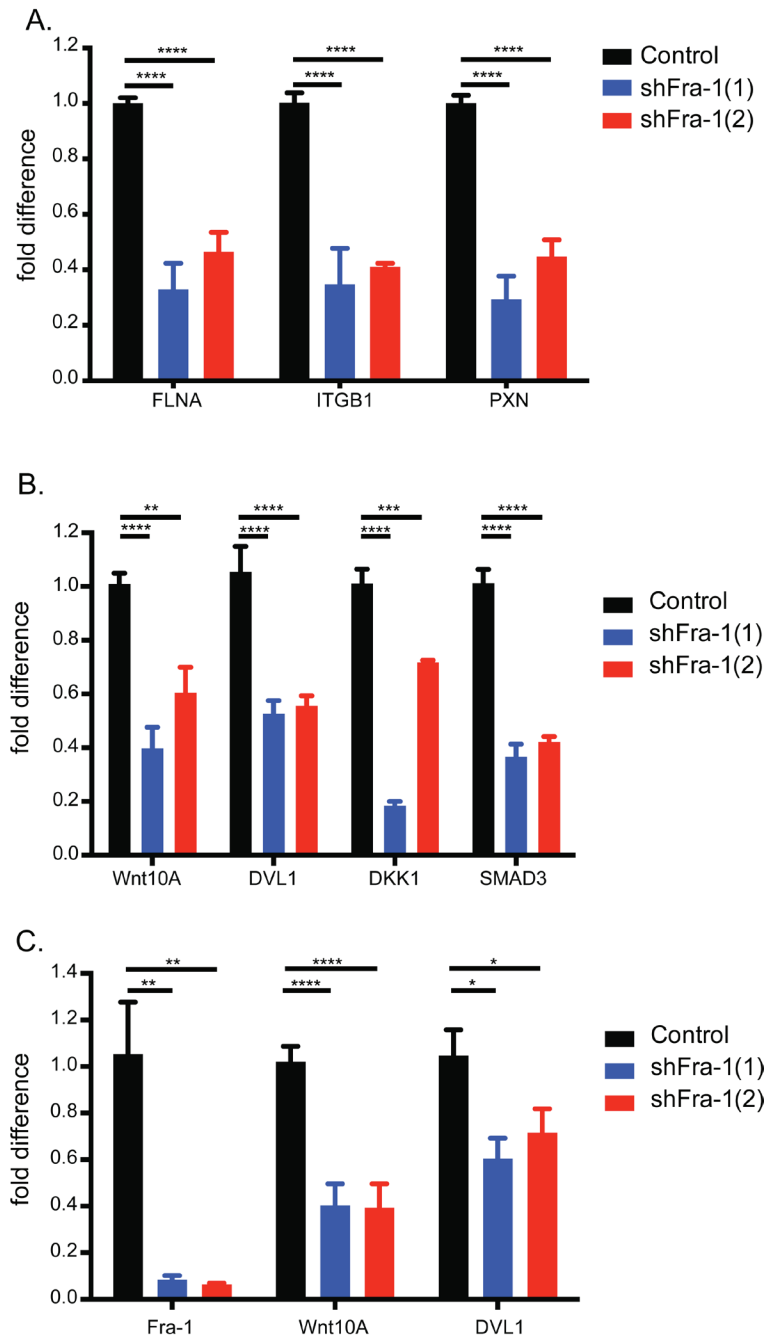 A.
**** **** ****
**** **** ****
1.2
1.0
0.8
0.6
0.4
0.2
0.0
fold difference
FLNA ITGB1 PXN
Control
shFra-1(1)
shFra-1(2)
B.
** **** *** ****
**** **** **** ****
1.2
1.0
0.8
0.6
0.4
0.2
0.0
fold difference
Wnt10A DVL1 DKK1 SMAD3
Control
shFra-1(1)
shFra-1(2)
C.
** **** *
** **** *
1.4
1.2
1.0
0.8
0.6
0.4
0.2
0.0
fold difference
Fra-1 Wnt10A DVL1
Control
shFra-1(1)
shFra-1(2)